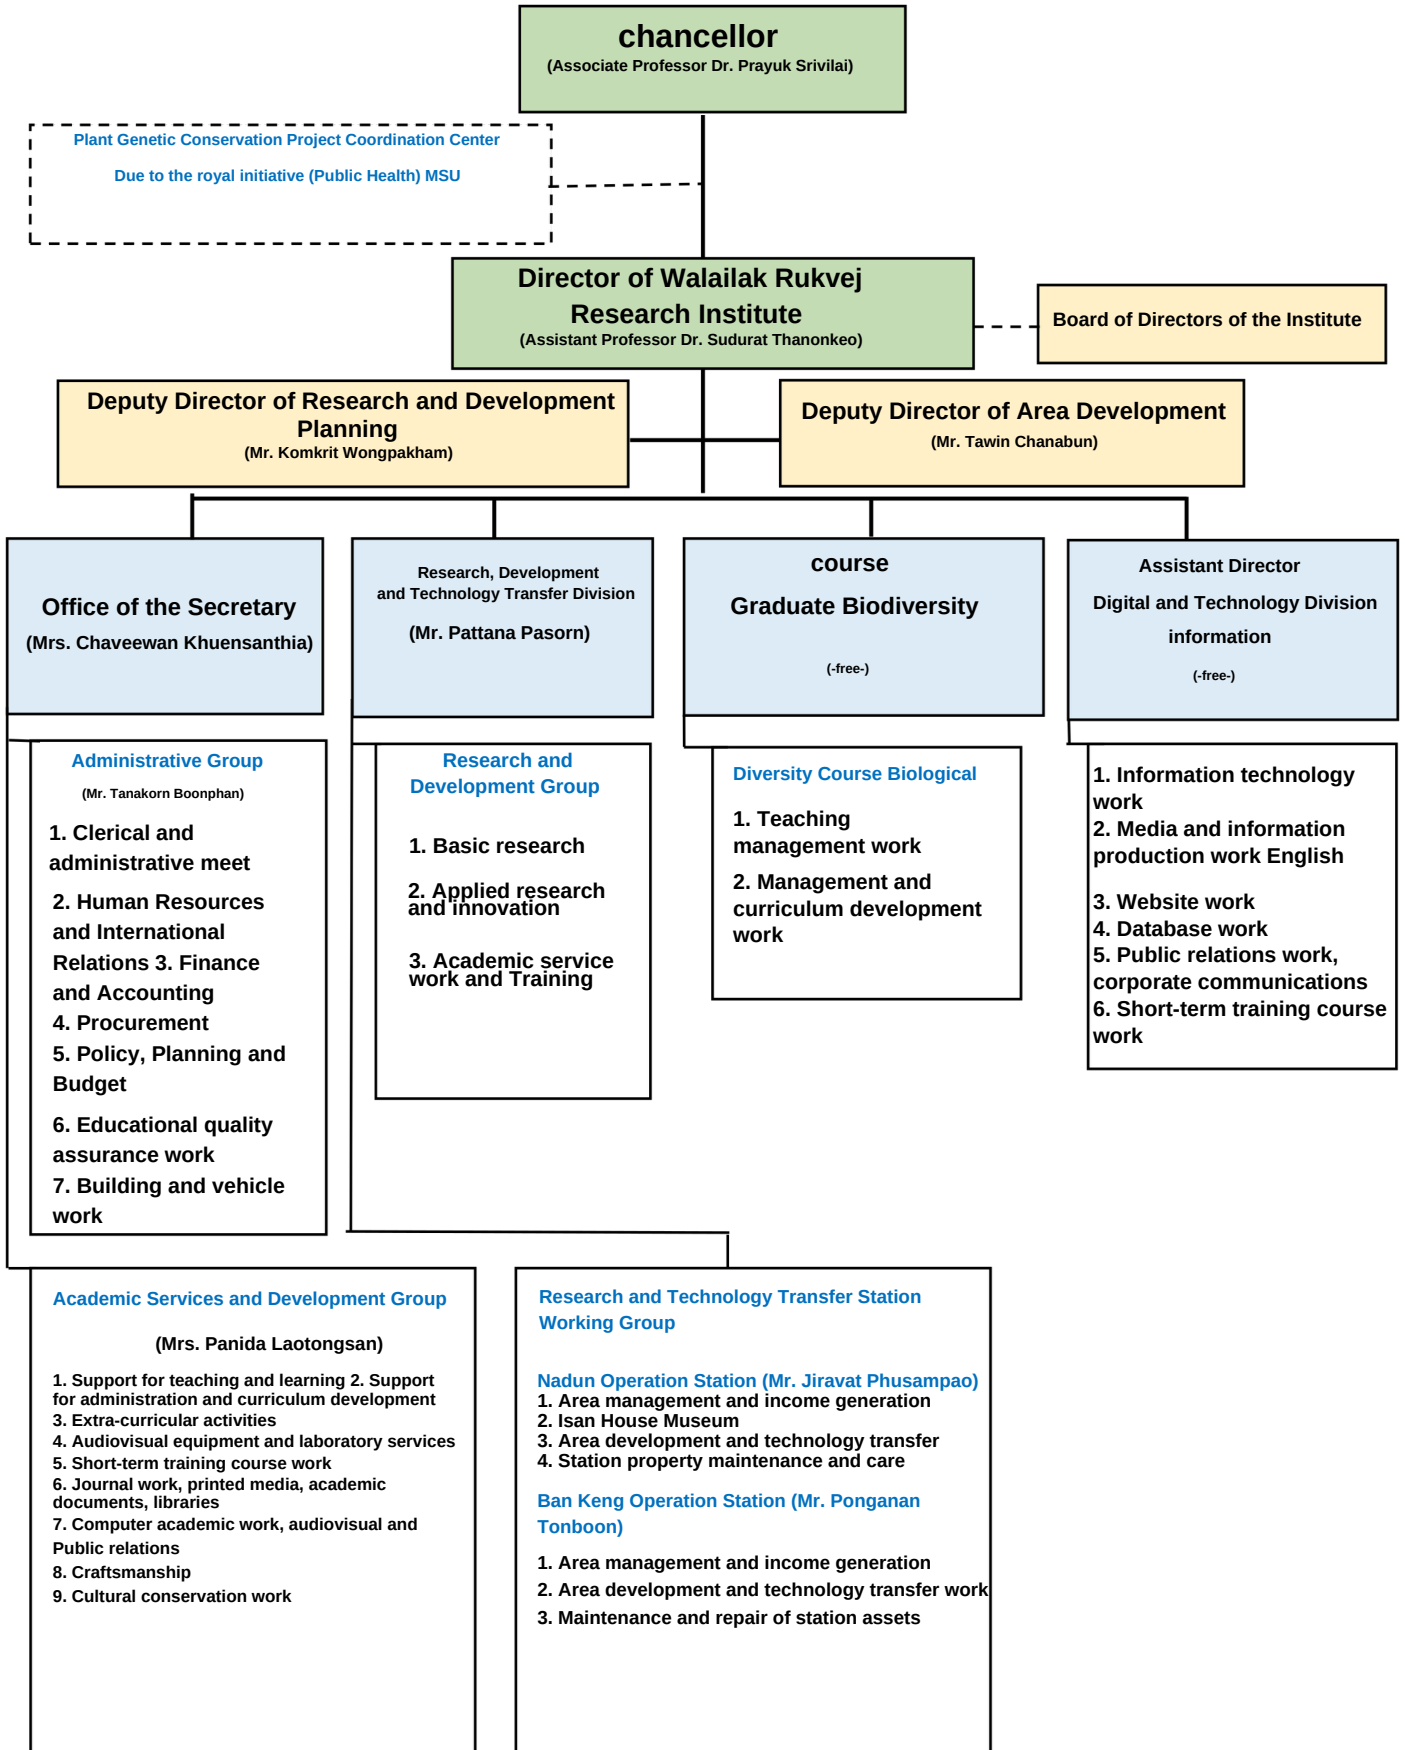 chancellor
(Associate Professor Dr. Prayuk Srivilai)
Plant Genetic Conservation Project Coordination Center
Due to the royal initiative (Public Health) MSU
Director of Walailak Rukvej
Research Institute
(Assistant Professor Dr. Sudurat Thanonkeo)
Board of Directors of the Institute
Deputy Director of Research and Development
Planning
(Mr. Komkrit Wongpakham)
Deputy Director of Area Development
(Mr. Tawin Chanabun)
Office of the Secretary
(Mrs. Chaveewan Khuensanthia)
Research, Development
and Technology Transfer Division
(Mr. Pattana Pasorn)
course
Graduate Biodiversity
(-free-)
Assistant Director
Digital and Technology Division
information
(-free-)
Administrative Group
(Mr. Tanakorn Boonphan)
1. Clerical and
administrative meet
2. Human Resources
and International
Relations 3. Finance
and Accounting
4. Procurement
5. Policy, Planning and
Budget
6. Educational quality
assurance work
7. Building and vehicle
work
Research and
Development Group
1. Basic research
2. Applied research
and innovation
3. Academic service
work and Training
Diversity Course Biological
1. Teaching
management work
2. Management and
curriculum development
work
1. Information technology
work
2. Media and information
production work English
3. Website work
4. Database work
5. Public relations work,
corporate communications
6. Short-term training course
work
Academic Services and Development Group
(Mrs. Panida Laotongsan)
1. Support for teaching and learning 2. Support
for administration and curriculum development
3. Extra-curricular activities
4. Audiovisual equipment and laboratory services
5. Short-term training course work
6. Journal work, printed media, academic
documents, libraries
7. Computer academic work, audiovisual and
Public relations
8. Craftsmanship
9. Cultural conservation work
Research and Technology Transfer Station
Working Group
Nadun Operation Station (Mr. Jiravat Phusampao)
1. Area management and income generation
2. Isan House Museum
3. Area development and technology transfer
4. Station property maintenance and care
Ban Keng Operation Station (Mr. Ponganan
Tonboon)
1. Area management and income generation
2. Area development and technology transfer work
3. Maintenance and repair of station assets